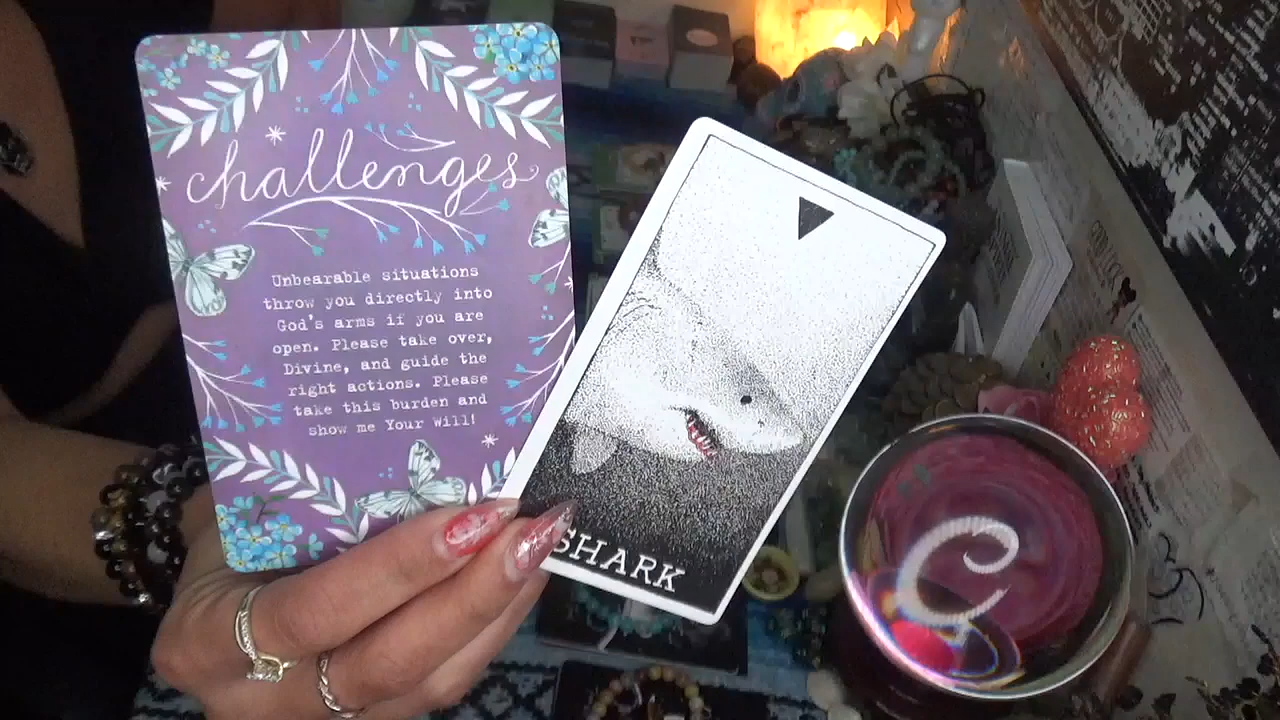 challenges
Unbearable situations
throw you directly into
God's arms if you are
open. Please take over,
Divine, and guide the
right actions. Please
take this burden and
show me Your will!
SHARK
G